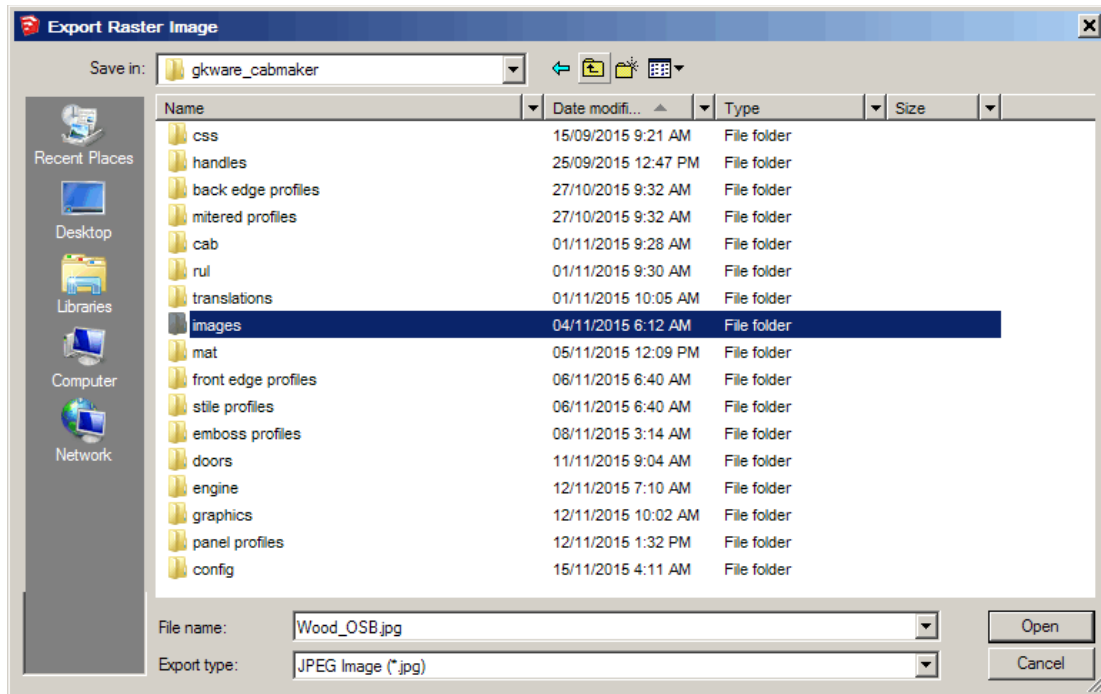 Export Raster Image
Save in: gkware_cabmaker
Name Date modifi... Type Size
css 15/09/2015 9:21 AM File folder
handles 25/09/2015 12:47 PM File folder
back edge profiles 27/10/2015 9:32 AM File folder
mitered profiles 27/10/2015 9:32 AM File folder
cab 01/11/2015 9:28 AM File folder
rul 01/11/2015 9:30 AM File folder
translations 01/11/2015 10:05 AM File folder
images 04/11/2015 6:12 AM File folder
mat 05/11/2015 12:09 PM File folder
front edge profiles 06/11/2015 6:40 AM File folder
stile profiles 06/11/2015 6:40 AM File folder
emboss profiles 08/11/2015 3:14 AM File folder
doors 11/11/2015 9:04 AM File folder
engine 12/11/2015 7:10 AM File folder
graphics 12/11/2015 10:02 AM File folder
panel profiles 12/11/2015 1:32 PM File folder
config 15/11/2015 4:11 AM File folder
Recent Places
Desktop
Libraries
Computer
Network
File name: Wood_OSB.jpg Open
Export type: JPEG Image (*.jpg) Cancel